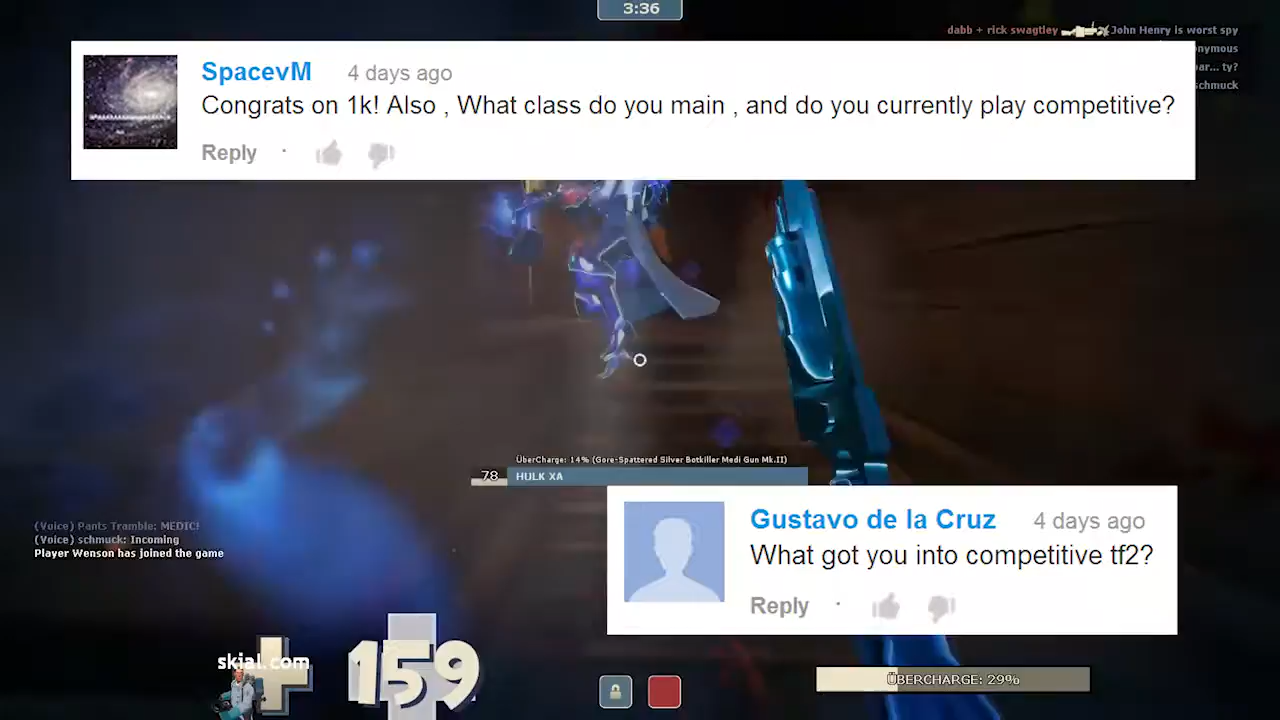 3:36
dabb + rick swagtley John Henry is worst spy
SpacevM 4 days ago
Congrats on 1k! Also , What class do you main , and do you currently play competitive?
Reply ·
ÜberCharge: 14% (Gore-Spattered Silver Botkiller Medi Gun Mk.II)
78 HULK XA
Gustavo de la Cruz 4 days ago
What got you into competitive tf2?
Reply ·
(Voice) Pants Tramble: MEDIC!
(Voice) schmuck: Incoming
Player Wenson has joined the game
skial.com
159
ÜBERCHARGE: 29%